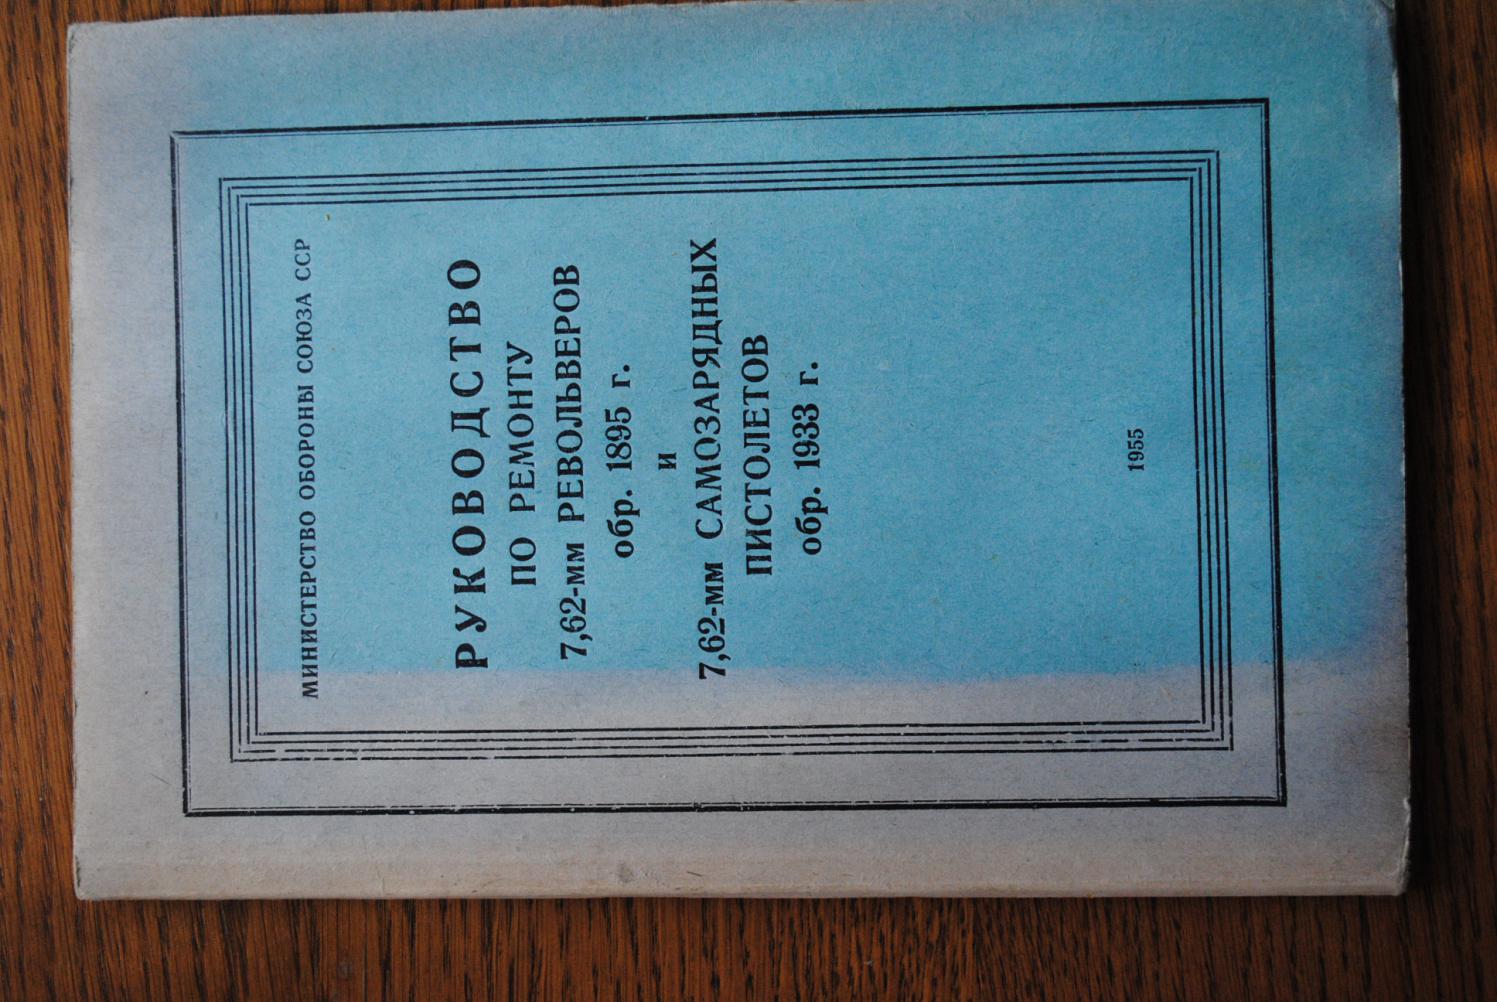 МИНИСТЕРСТВО ОБОРОНЫ СОЮЗА ССР
РУКОВОДСТВО
ПО РЕМОНТУ
7,62-мм РЕВОЛЬВЕРОВ
обр. 1895 г.
и
7,62-мм САМОЗАРЯДНЫХ
ПИСТОЛЕТОВ
обр. 1933 г.
1955